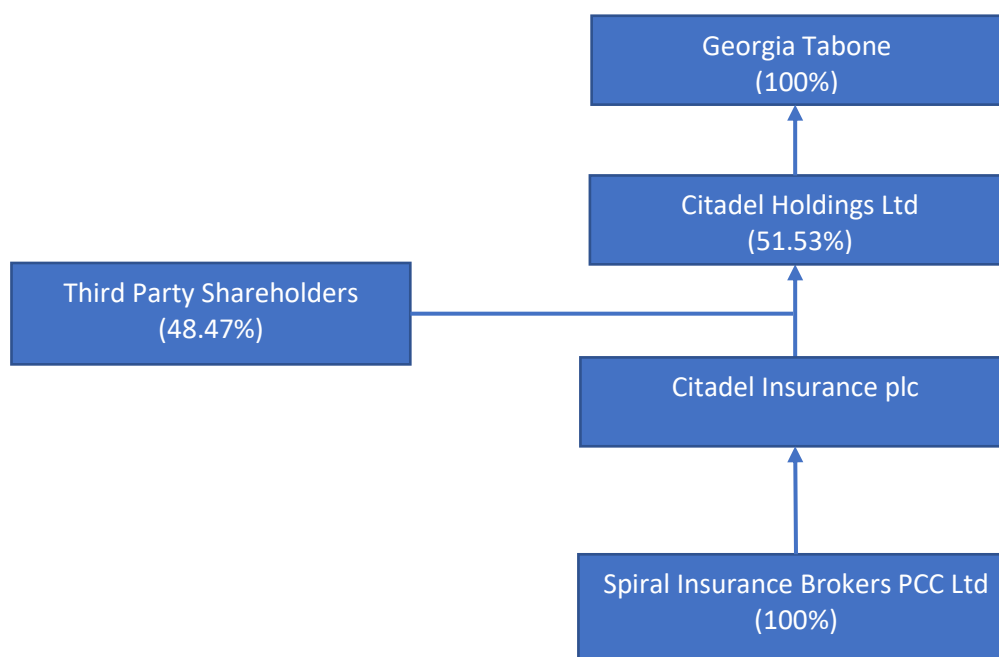 Georgia Tabone
(100%)
Citadel Holdings Ltd
(51.53%)
Third Party Shareholders
(48.47%)
Citadel Insurance plc
Spiral Insurance Brokers PCC Ltd
(100%)